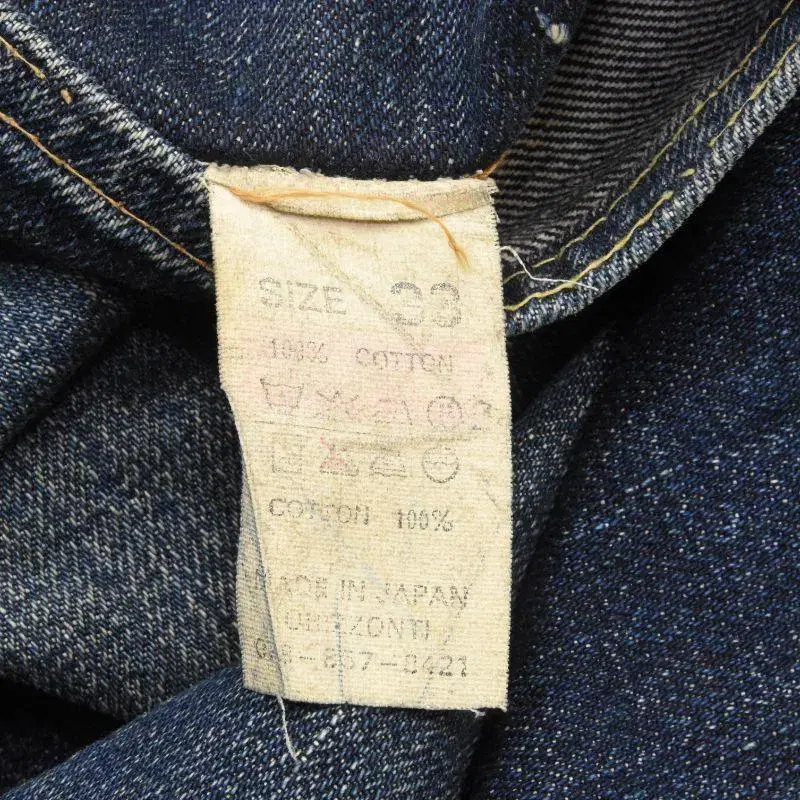 SIZE 33
100% COTTON
COTTON 100%
MADE IN JAPAN